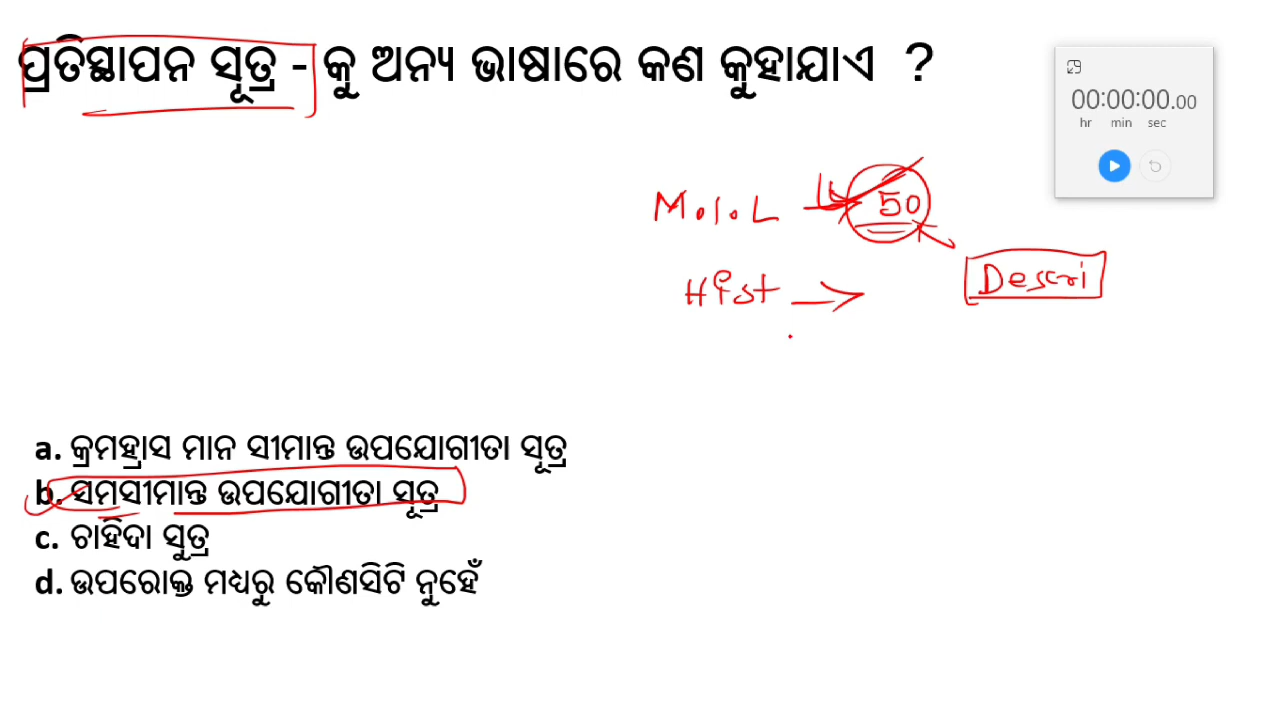 ପ୍ରତିସ୍ଥାପନ ସୂତ୍ର - କୁ ଅନ୍ୟ ଭାଷାରେ କଣ କୁହାଯାଏ ?
00:00:00.00
hr min sec
M.I.L 50
Hist
Descri
a. କ୍ରମହ୍ରାସ ମାନ ସୀମାନ୍ତ ଉପଯୋଗୀତା ସୂତ୍ର
b. ସମସୀମାନ୍ତ ଉପଯୋଗୀତା ସୂତ୍ର
c. ଚାହିଦା ସୁତ୍ର
d. ଉପରୋକ୍ତ ମଧ୍ୟରୁ କୌଣସିଟି ନୁହେଁ